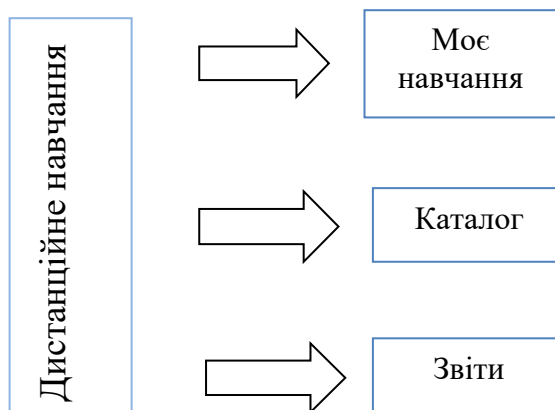 Дистанційне навчання
Моє
навчання
Каталог
Звіти